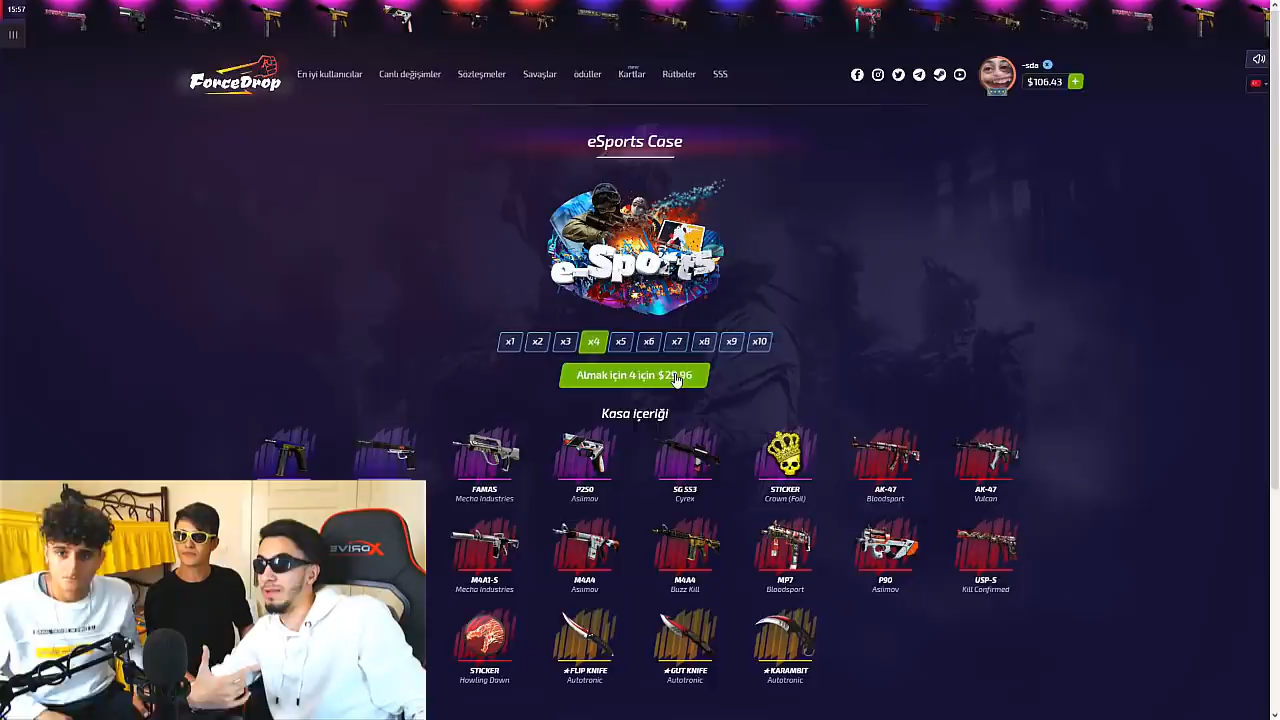 15:57
ForceDrop
En iyi kullanıcılar
Canlı değişimler
Sözleşmeler
Savaşlar
ödüller
new
Kartlar
Rütbeler
SSS
-sda
$106.43
eSports Case
e-Sports
x1 x2 x3 x4 x5 x6 x7 x8 x9 x10
Almak için 4 için
Kasa içeriği
FAMAS
Mecha Industries
P250
Asiimov
SG 553
Cyrex
STICKER
Crown (Foil)
AK-47
Bloodsport
AK-47
Vulcan
M4A1-S
Mecha Industries
M4A4
Asiimov
M4A4
Buzz Kill
MP7
Bloodsport
P90
Asiimov
USP-S
Kill Confirmed
STICKER
Howling Dawn
★FLIP KNIFE
Autotronic
★GUT KNIFE
Autotronic
★KARAMBIT
Autotronic
XDRIVE